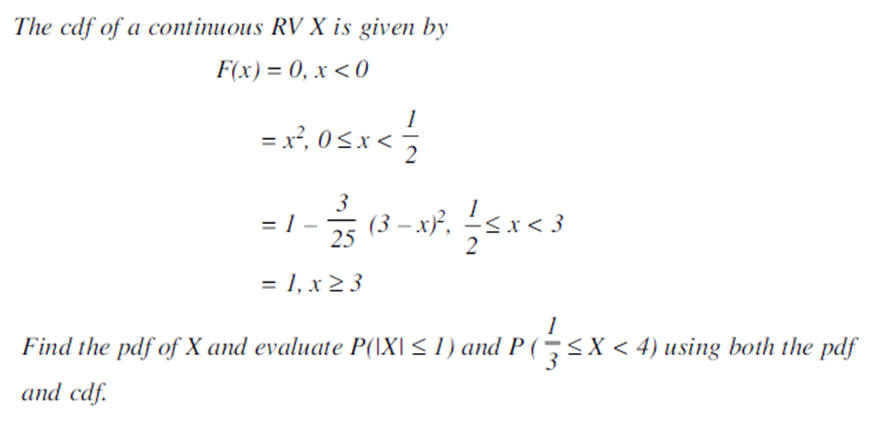 The cdf of a continuous RV X is given by
F(x) = 0, x < 0
= x², 0 ≤ x < 1/2
= 1 – 3/25 (3 – x)², 1/2 ≤ x < 3
= 1, x ≥ 3
Find the pdf of X and evaluate P(|X| ≤ 1) and P (1/3 ≤ X < 4) using both the pdf
and cdf.